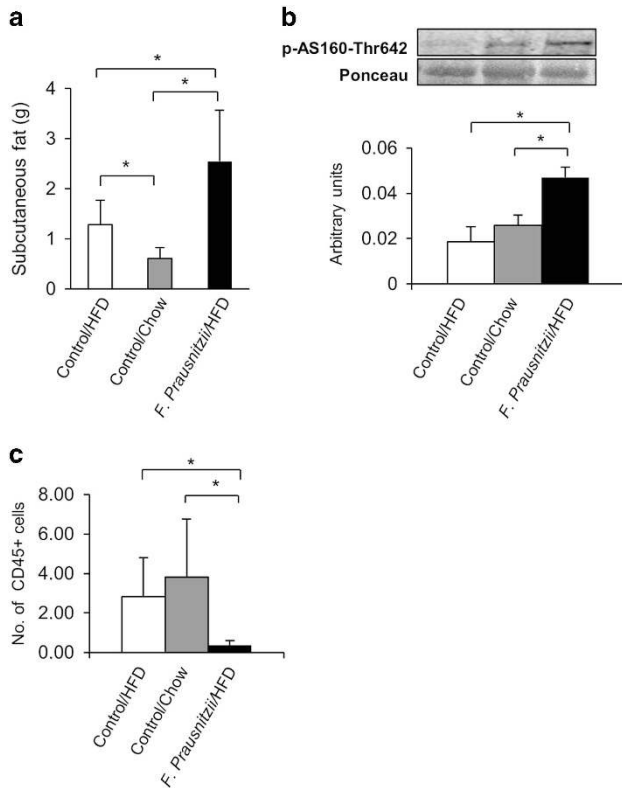 a
*
*
*
Subcutaneous fat (g)
4
3
2
1
0
Control/HFD
Control/Chow
F. Prausnitzii/HFD
b
p-AS160-Thr642
Ponceau
*
*
Arbitrary units
0.06
0.04
0.02
0
Control/HFD
Control/Chow
F. Prausnitzii/HFD
c
*
*
No. of CD45+ cells
8.00
6.00
4.00
2.00
0.00
Control/HFD
Control/Chow
F. Prausnitzii/HFD